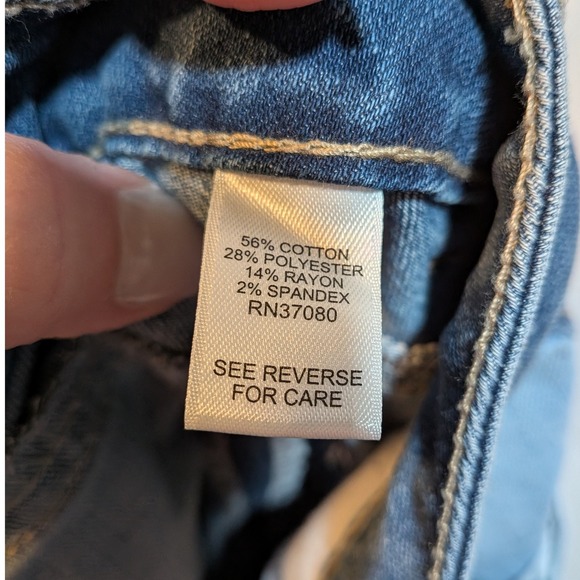 56% COTTON
28% POLYESTER
14% RAYON
2% SPANDEX
RN37080
SEE REVERSE
FOR CARE